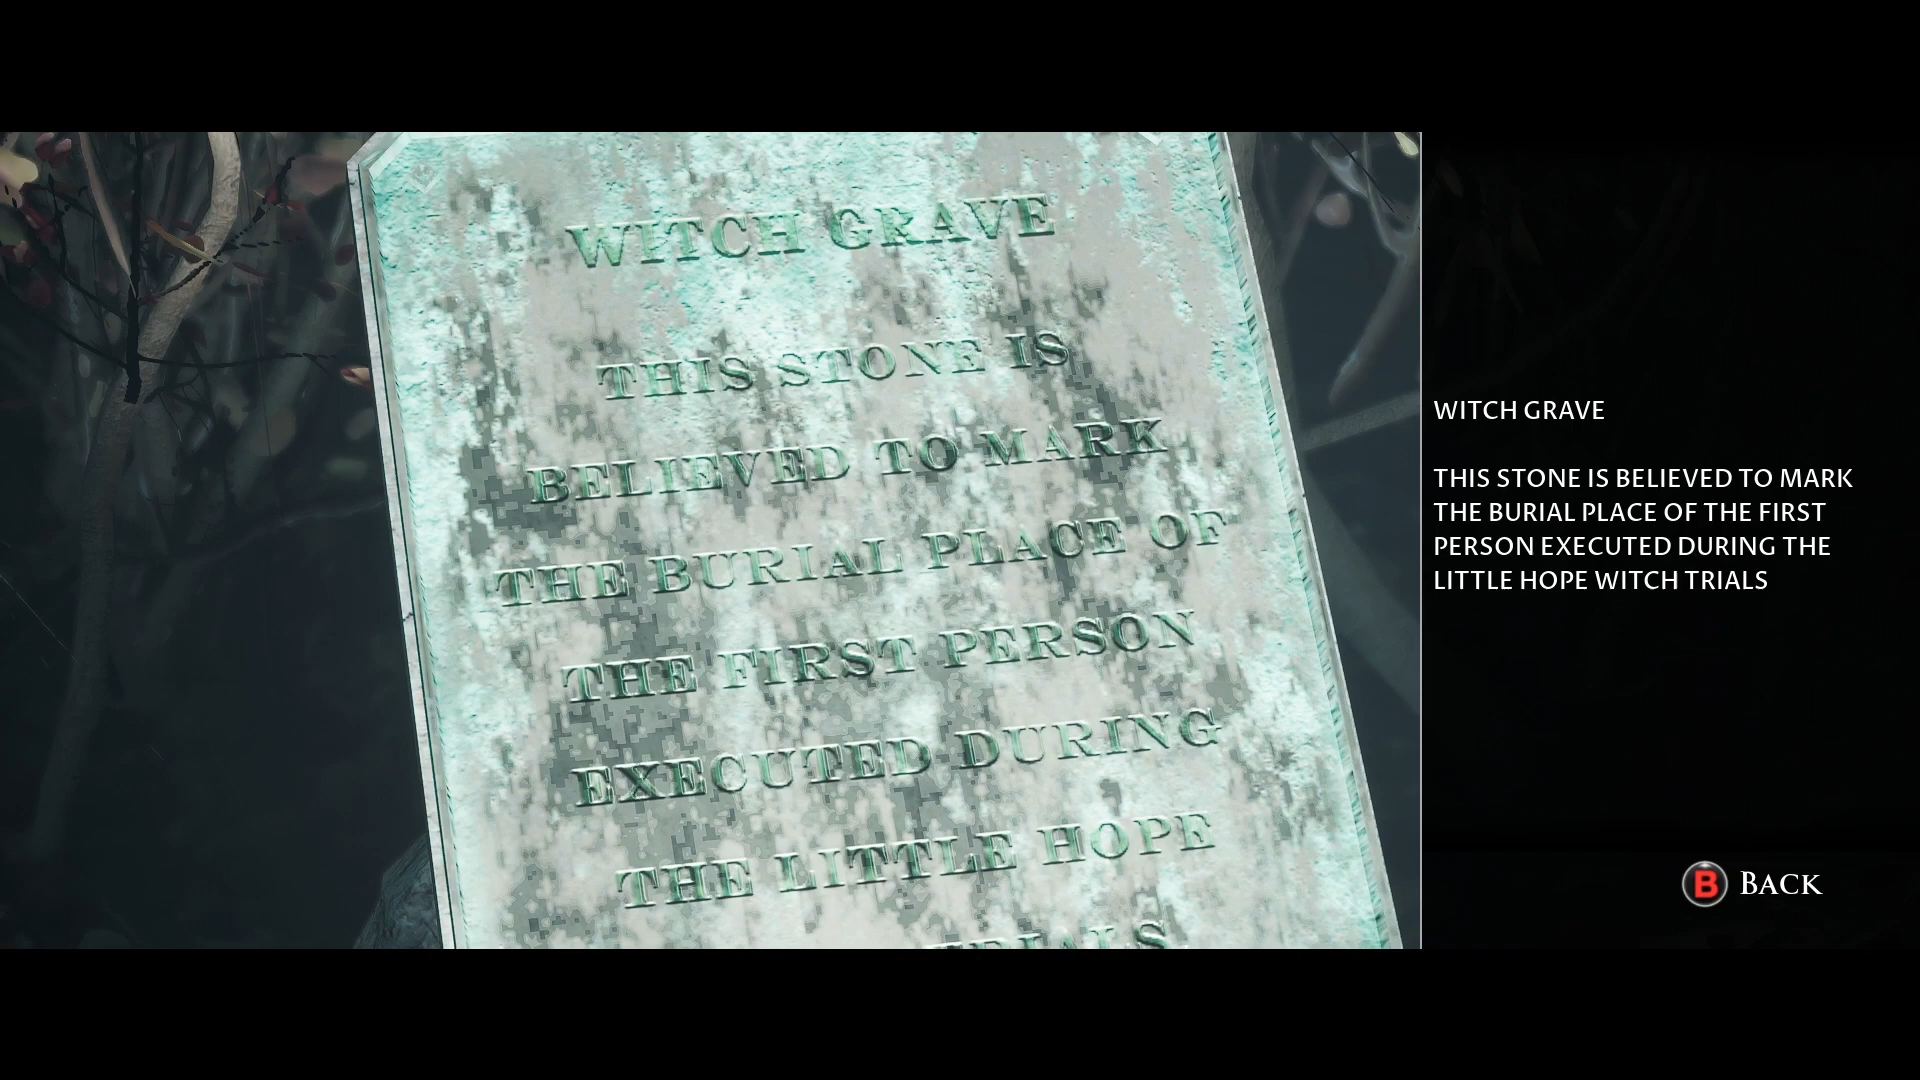 WITCH GRAVE
THIS STONE IS
BELIEVED TO MARK
THE BURIAL PLACE OF
THE FIRST PERSON
EXECUTED DURING
THE LITTLE HOPE
TRIALS
WITCH GRAVE
THIS STONE IS BELIEVED TO MARK
THE BURIAL PLACE OF THE FIRST
PERSON EXECUTED DURING THE
LITTLE HOPE WITCH TRIALS
B BACK